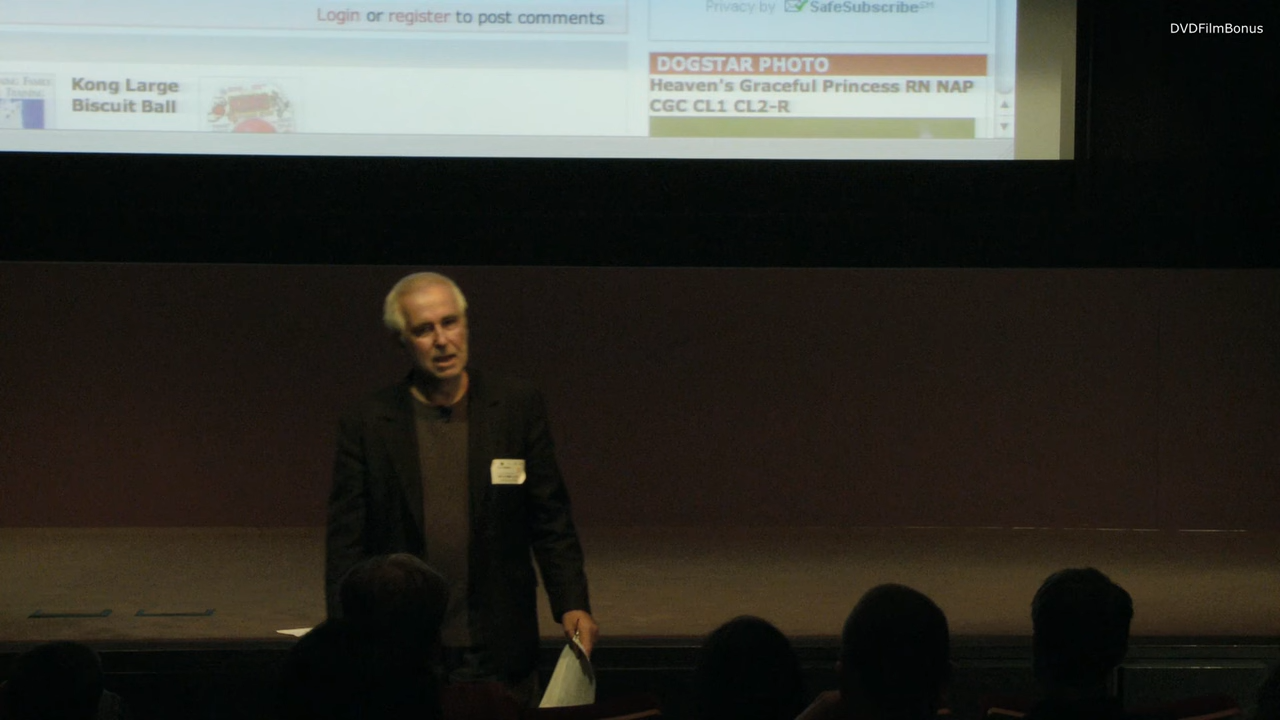 DVDFilmBonus
Login or register to post comments
Privacy by SafeSubscribe℠
DOGSTAR PHOTO
Kong Large
Biscuit Ball
Heaven's Graceful Princess RN NAP
CGC CL1 CL2-R